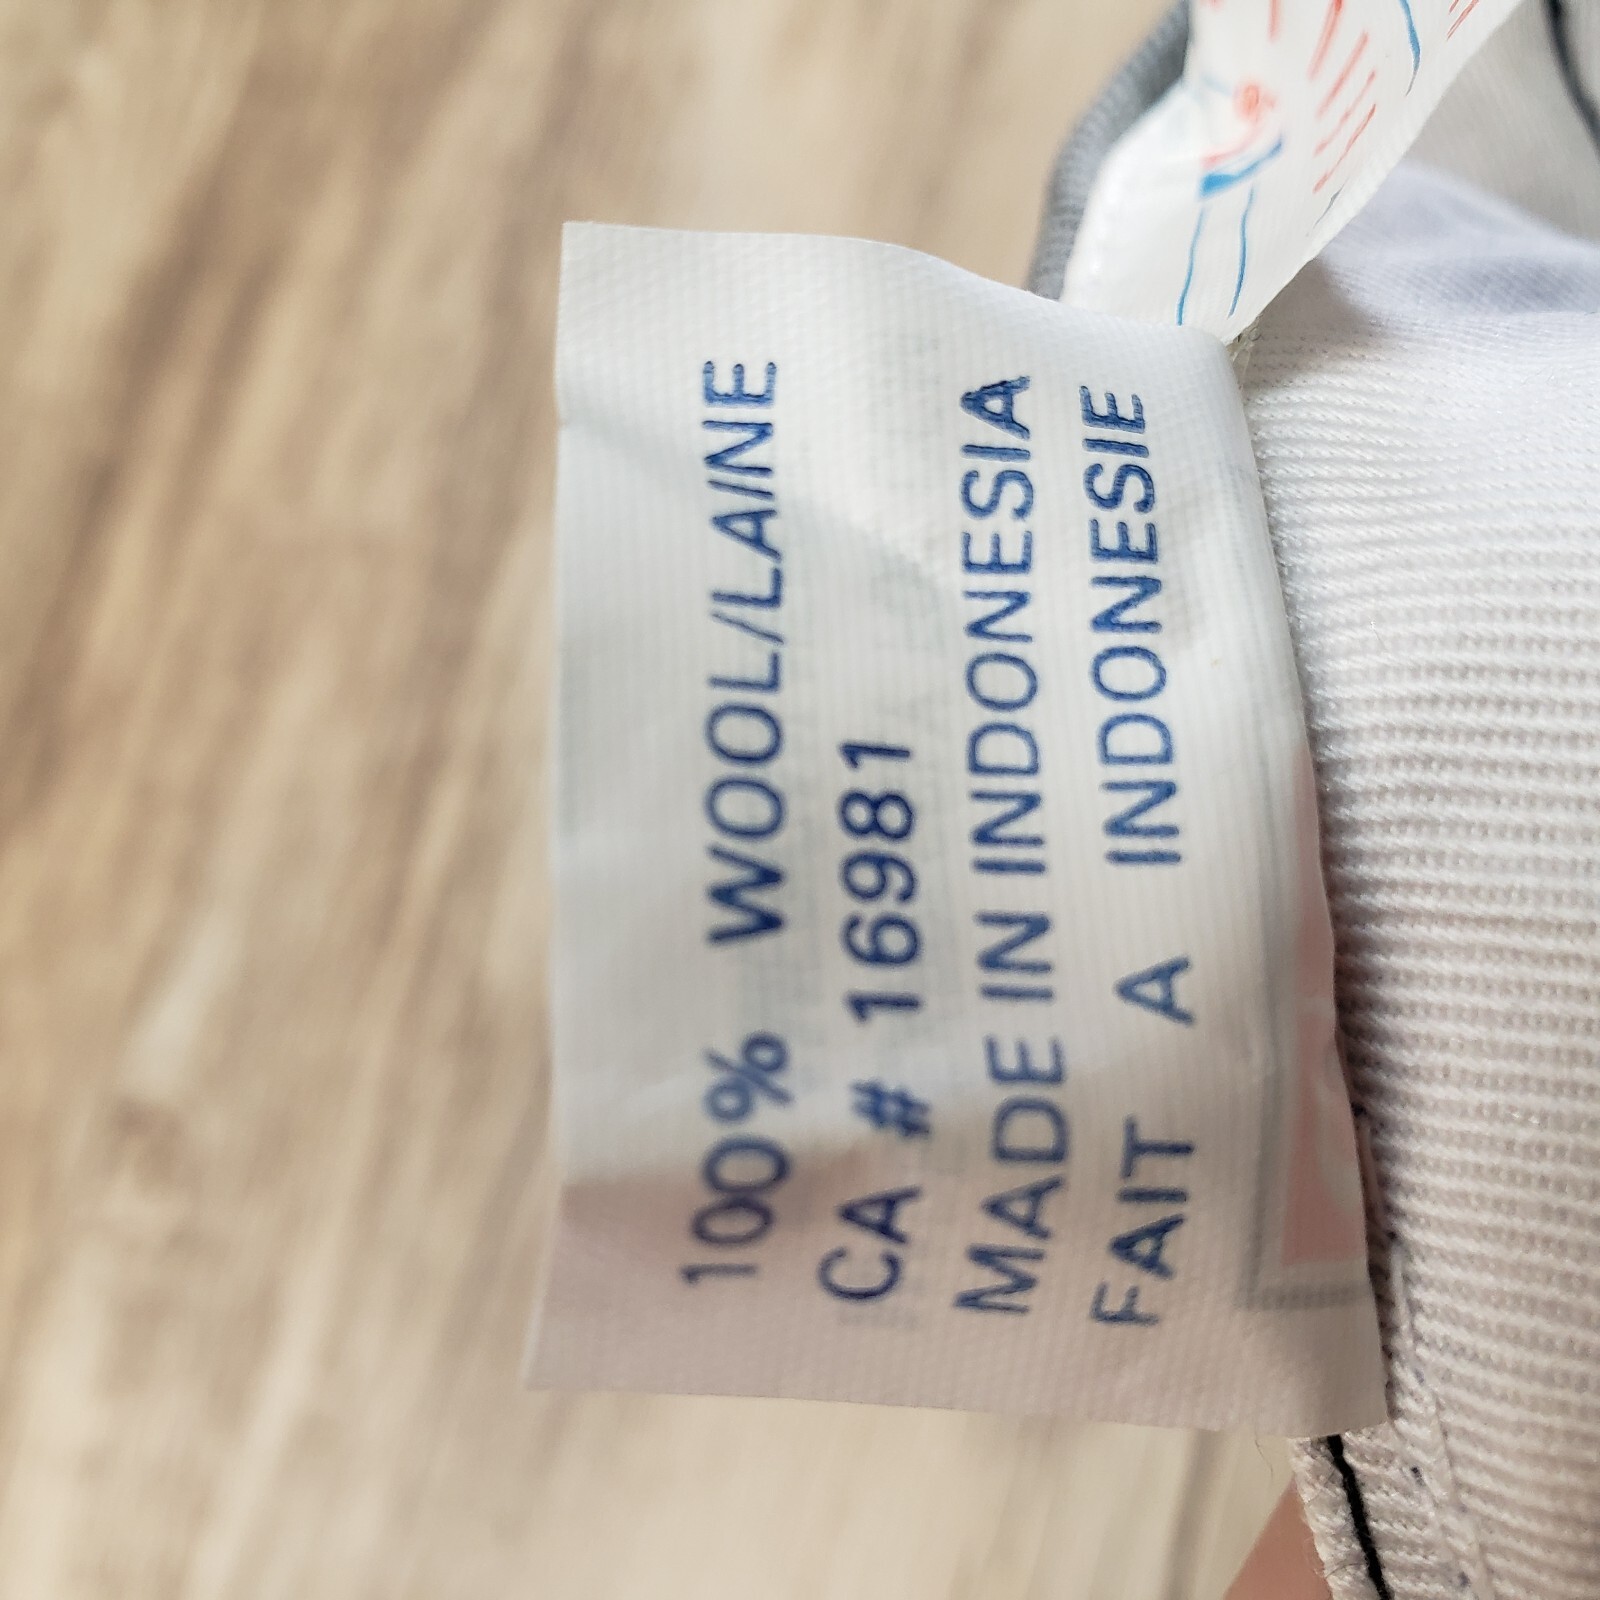 100% WOOL/LAINE
CA # 16981
MADE IN INDONESIA
FAIT A INDONESIE